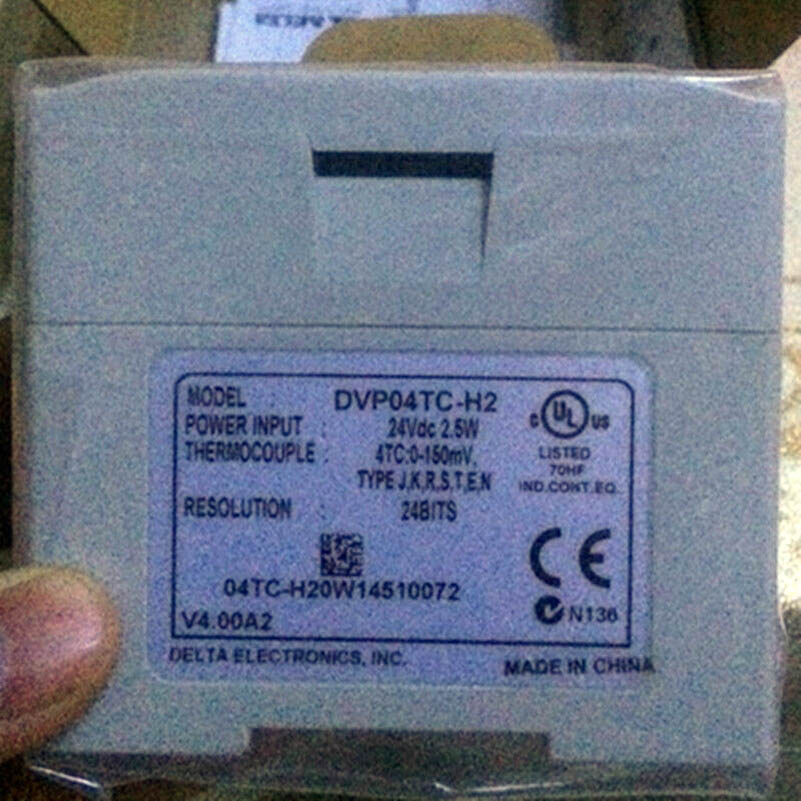 MODEL : DVP04TC-H2
POWER INPUT : 24Vdc 2.5W
THERMOCOUPLE : 4TC:0-150mV,
TYPE J,K,R,S,T,E,N
RESOLUTION : 24BITS
04TC-H20W14510072
V4.00A2
C UL US
LISTED
70HF
IND.CONT.EQ.
CE
N136
DELTA ELECTRONICS, INC.
MADE IN CHINA